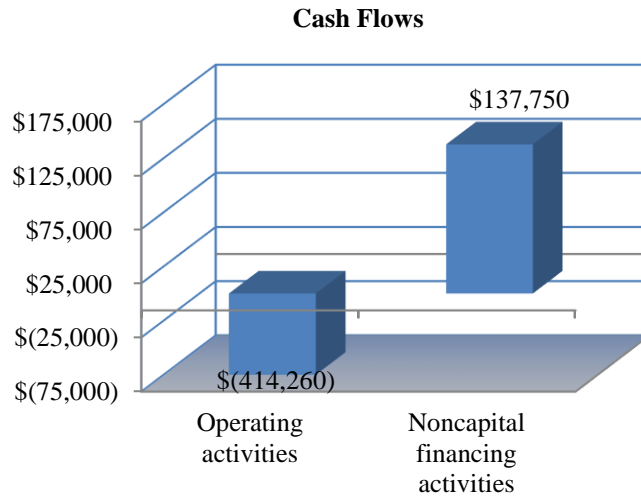 Cash Flows
$137,750
$175,000
$125,000
$75,000
$25,000
$(25,000)
$(75,000)
$(414,260)
Operating
activities
Noncapital
financing
activities